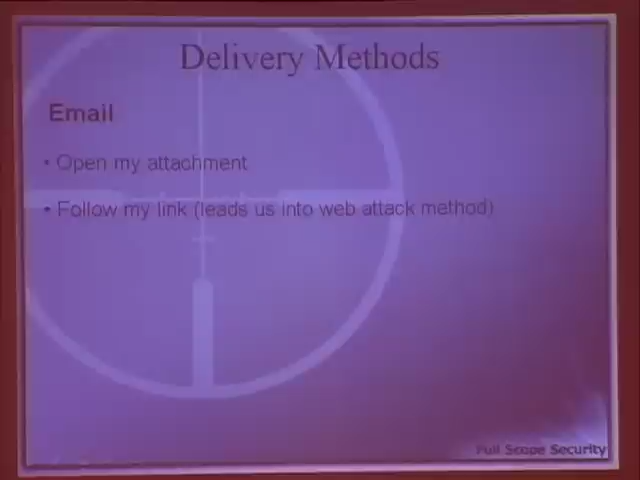 Delivery Methods
Email
• Open my attachment
• Follow my link (leads us into web attack method)
Full Scope Security